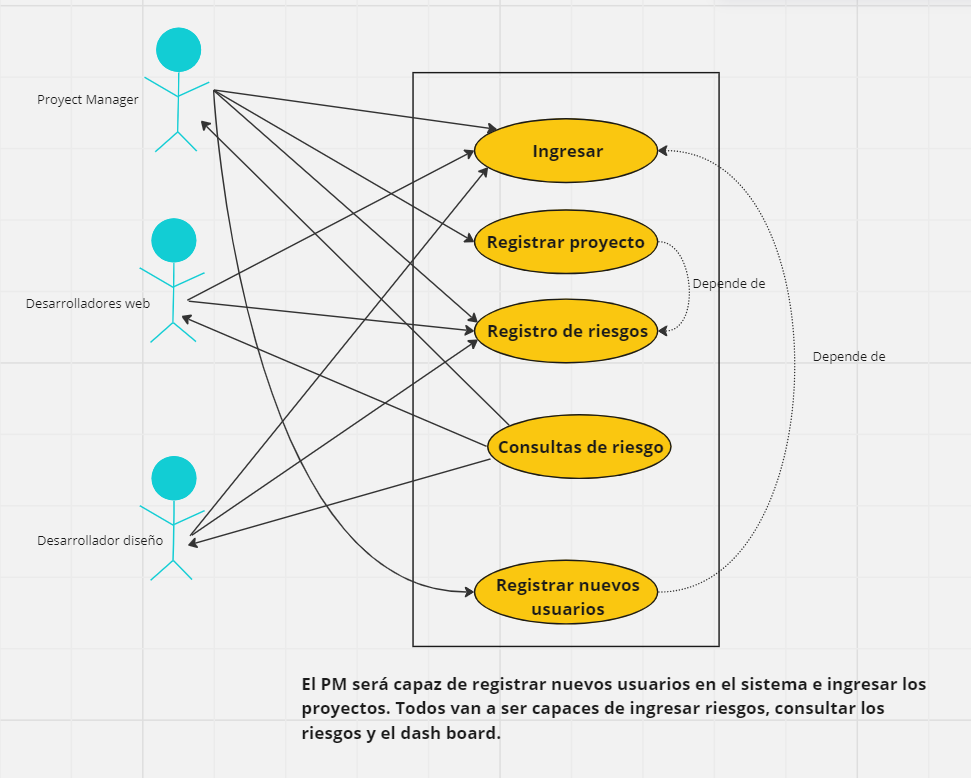 Proyect Manager
Ingresar
Registrar proyecto
Depende de
Desarrolladores web
Registro de riesgos
Depende de
Consultas de riesgo
Desarrollador diseño
Registrar nuevos
usuarios
El PM será capaz de registrar nuevos usuarios en el sistema e ingresar los
proyectos. Todos van a ser capaces de ingresar riesgos, consultar los
riesgos y el dash board.